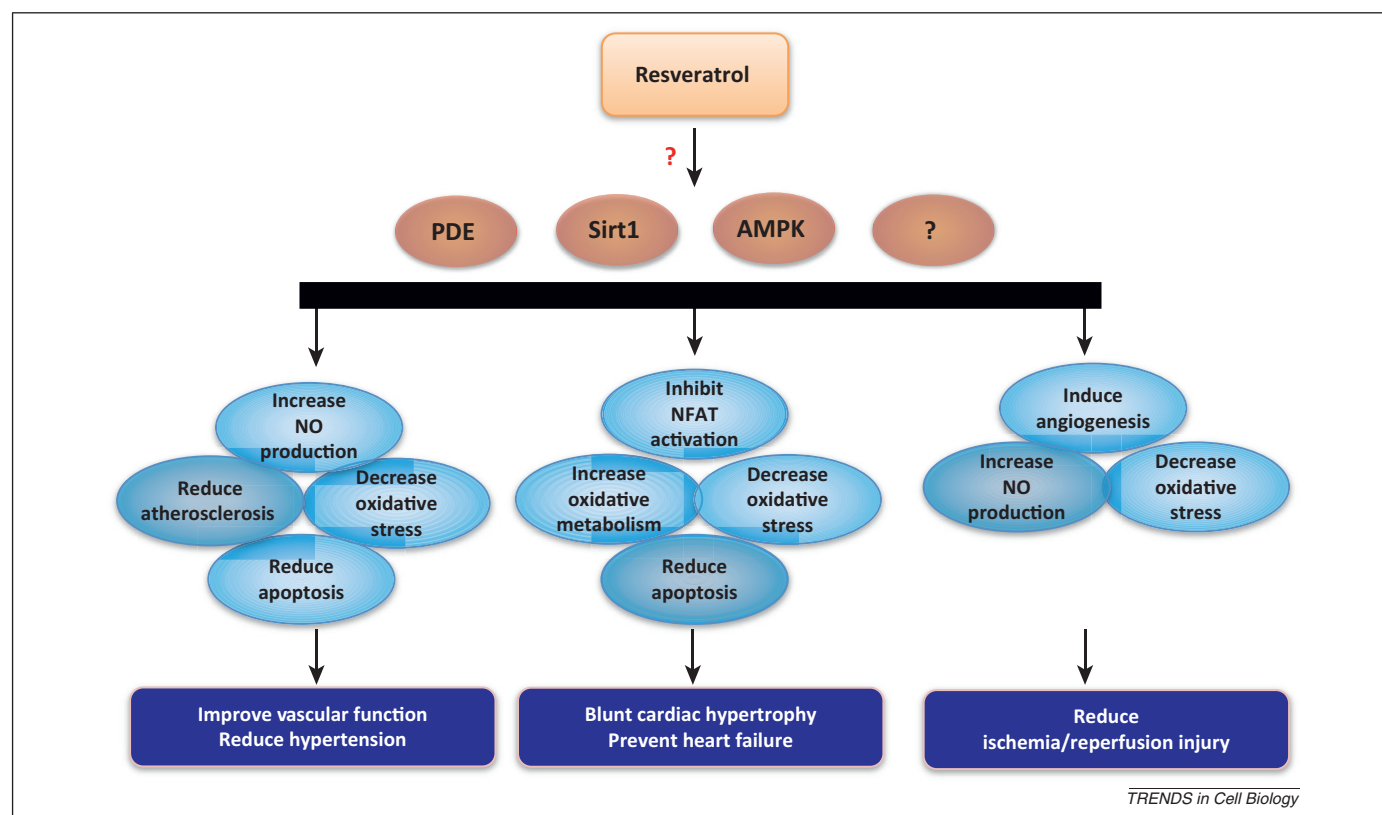 Resveratrol
?
PDE
Sirt1
AMPK
?
Increase
NO
production
Reduce
atherosclerosis
Decrease
oxidative
stress
Reduce
apoptosis
Inhibit
NFAT
activation
Increase
oxidative
metabolism
Decrease
oxidative
stress
Reduce
apoptosis
Induce
angiogenesis
Increase
NO
production
Decrease
oxidative
stress
Improve vascular function
Reduce hypertension
Blunt cardiac hypertrophy
Prevent heart failure
Reduce
ischemia/reperfusion injury
TRENDS in Cell Biology